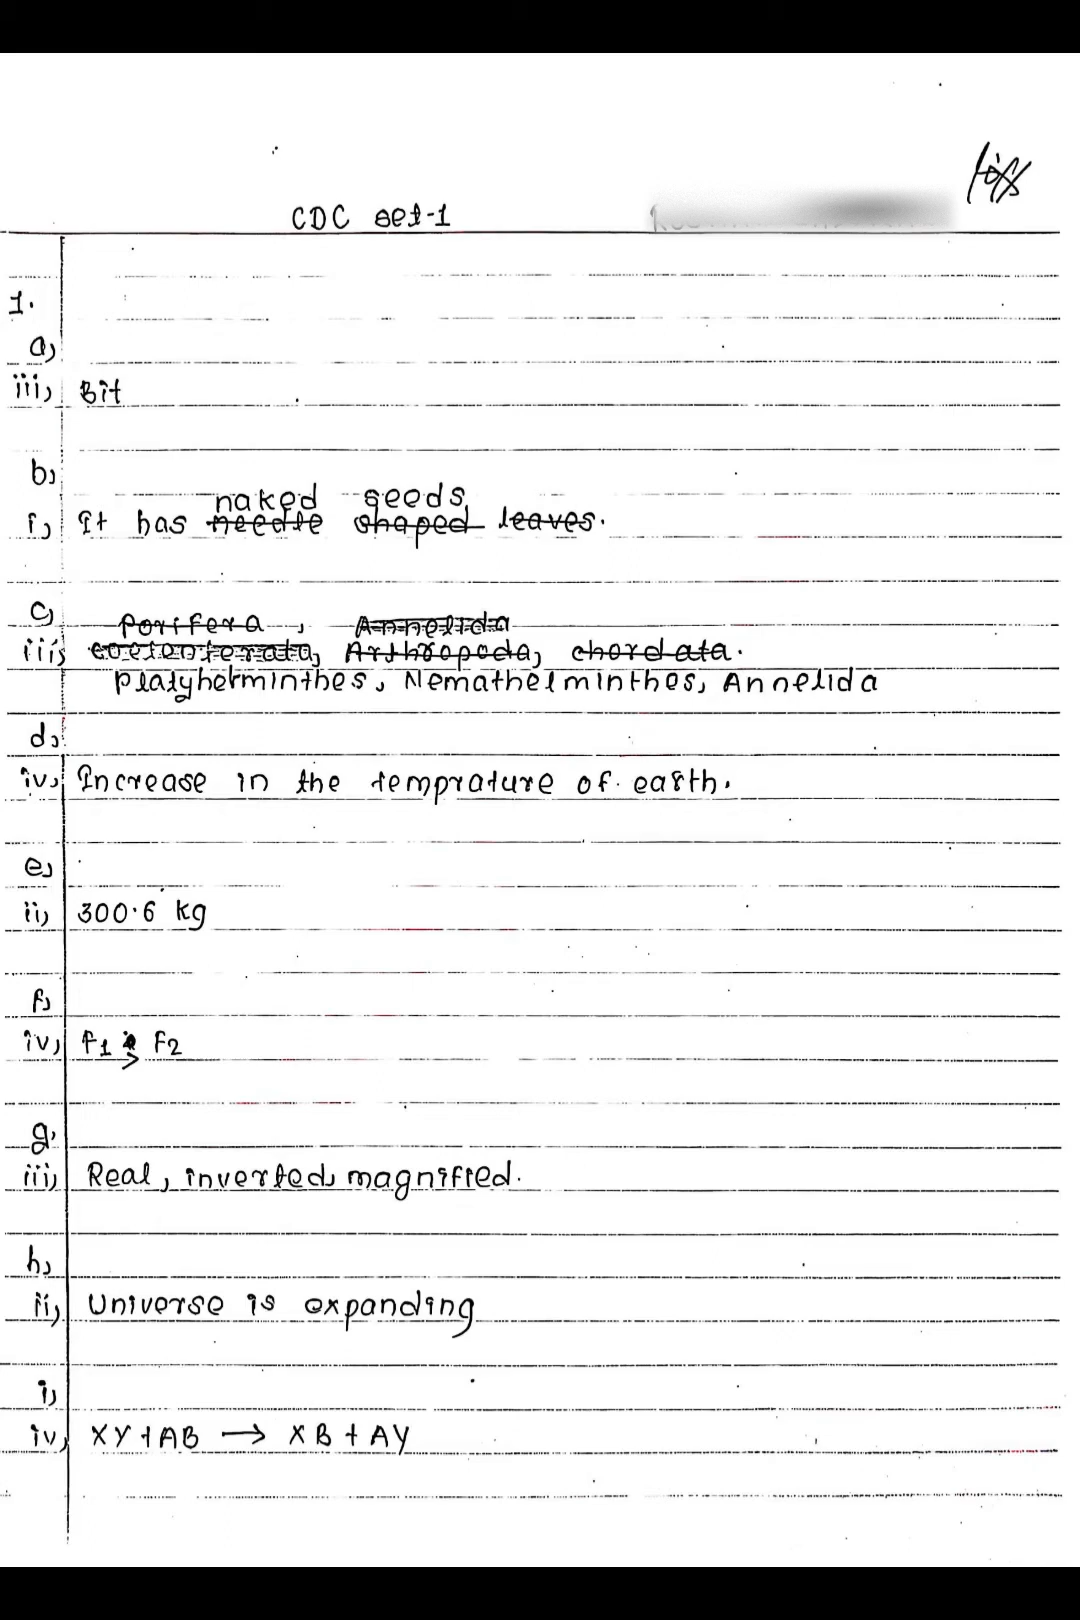 CDC set-1
1.
a)
iii) Bit
b)
naked seeds
i) It has needle shaped leaves.
c)
Porifera, Annelida
iii) coelenterata, Arthropoda, chordata.
Platyhelminthes, Nemathelminthes, Annelida
d)
iv) Increase in the temprature of earth.
e)
ii) 300.6 kg
f)
iv) F1 > F2
g.
iii) Real, inverted, magnified.
h)
ii) Universe is expanding
i)
iv) XY + AB → XB + AY